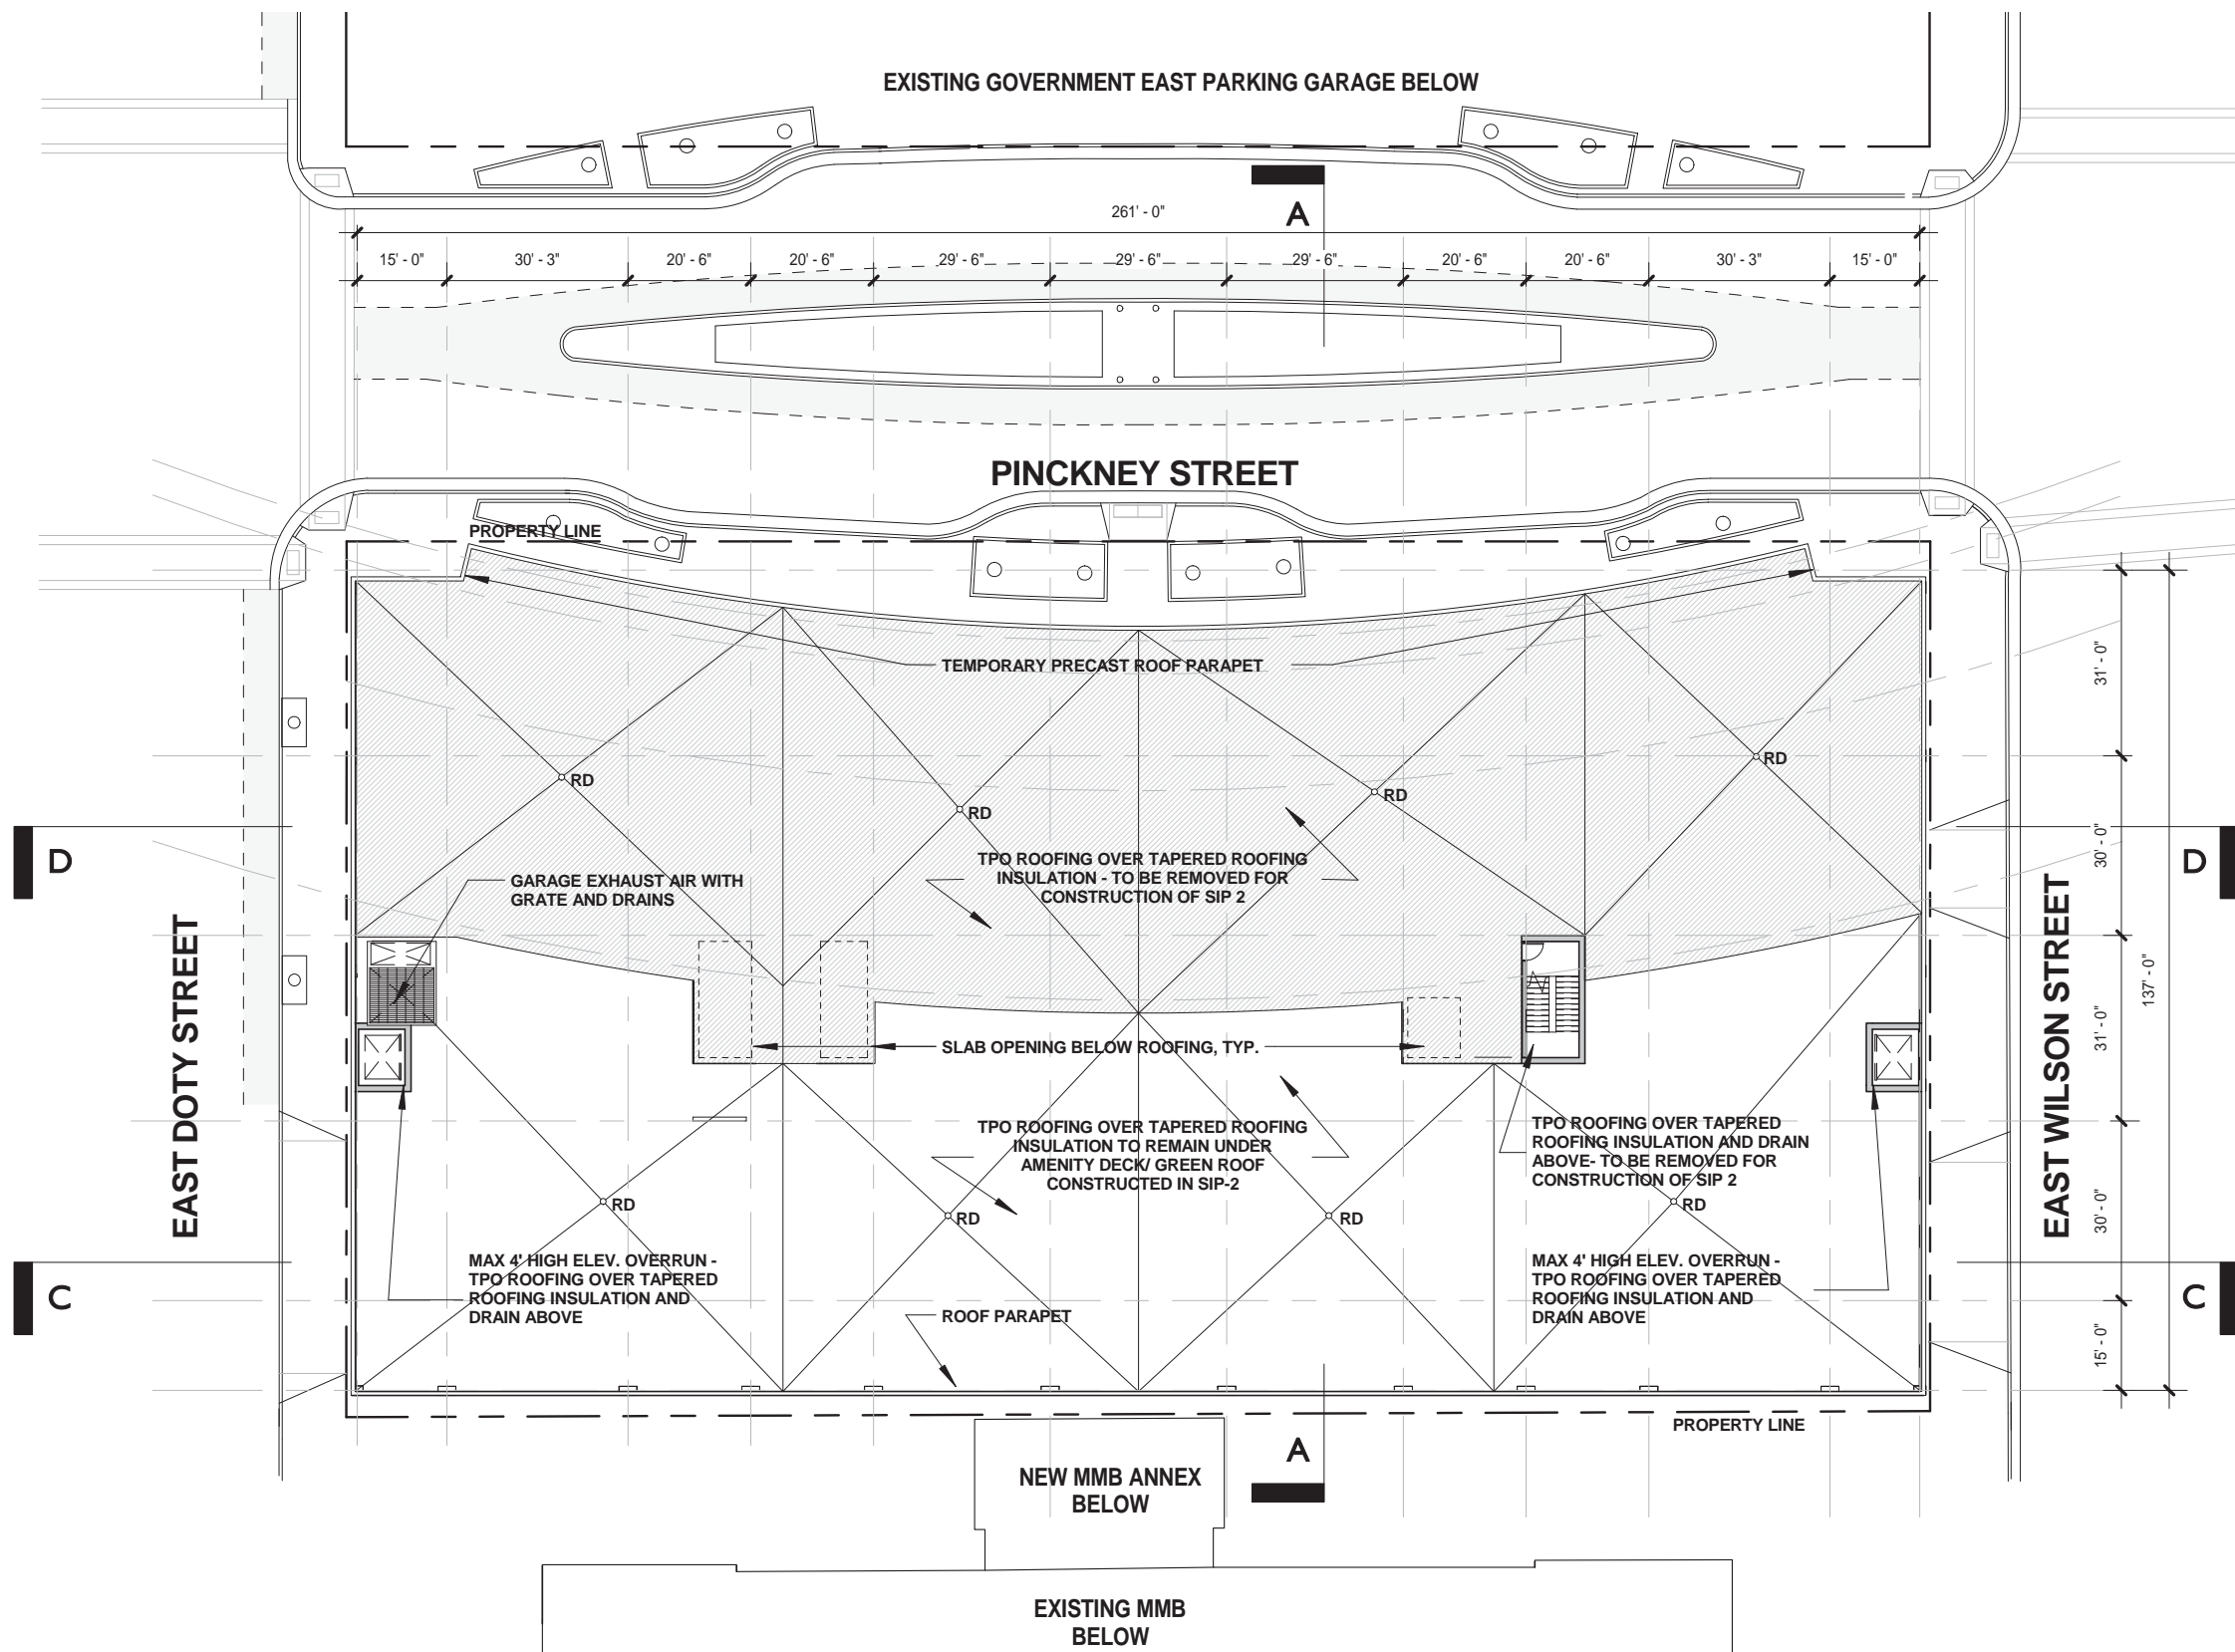 EXISTING GOVERNMENT EAST PARKING GARAGE BELOW
A
261' - 0"
15' - 0"
30' - 3"
20' - 6"
20' - 6"
29' - 6"
29' - 6"
29' - 6"
20' - 6"
20' - 6"
30' - 3"
15' - 0"
PINCKNEY STREET
PROPERTY LINE
TEMPORARY PRECAST ROOF PARAPET
31' - 0"
RD
RD
RD
RD
D
GARAGE EXHAUST AIR WITH
GRATE AND DRAINS
TPO ROOFING OVER TAPERED ROOFING
INSULATION - TO BE REMOVED FOR
CONSTRUCTION OF SIP 2
30' - 0"
D
EAST DOTY STREET
EAST WILSON STREET
137' - 0"
31' - 0"
SLAB OPENING BELOW ROOFING, TYP.
TPO ROOFING OVER TAPERED ROOFING
INSULATION TO REMAIN UNDER
AMENITY DECK/ GREEN ROOF
CONSTRUCTED IN SIP-2
TPO ROOFING OVER TAPERED
ROOFING INSULATION AND DRAIN
ABOVE- TO BE REMOVED FOR
CONSTRUCTION OF SIP 2
30' - 0"
RD
RD
RD
RD
C
MAX 4' HIGH ELEV. OVERRUN -
TPO ROOFING OVER TAPERED
ROOFING INSULATION AND
DRAIN ABOVE
ROOF PARAPET
MAX 4' HIGH ELEV. OVERRUN -
TPO ROOFING OVER TAPERED
ROOFING INSULATION AND
DRAIN ABOVE
C
15' - 0"
PROPERTY LINE
A
NEW MMB ANNEX
BELOW
EXISTING MMB
BELOW